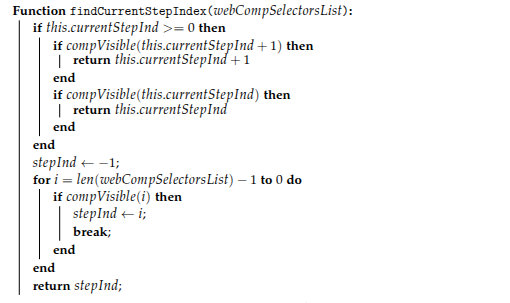 Function findCurrentStepIndex(webCompSelectorsList):
if this.currentStepInd >= 0 then
if compVisible(this.currentStepInd + 1) then
return this.currentStepInd + 1
end
if compVisible(this.currentStepInd) then
return this.currentStepInd
end
end
stepInd ← −1;
for i = len(webCompSelectorsList) − 1 to 0 do
if compVisible(i) then
stepInd ← i;
break;
end
end
return stepInd;